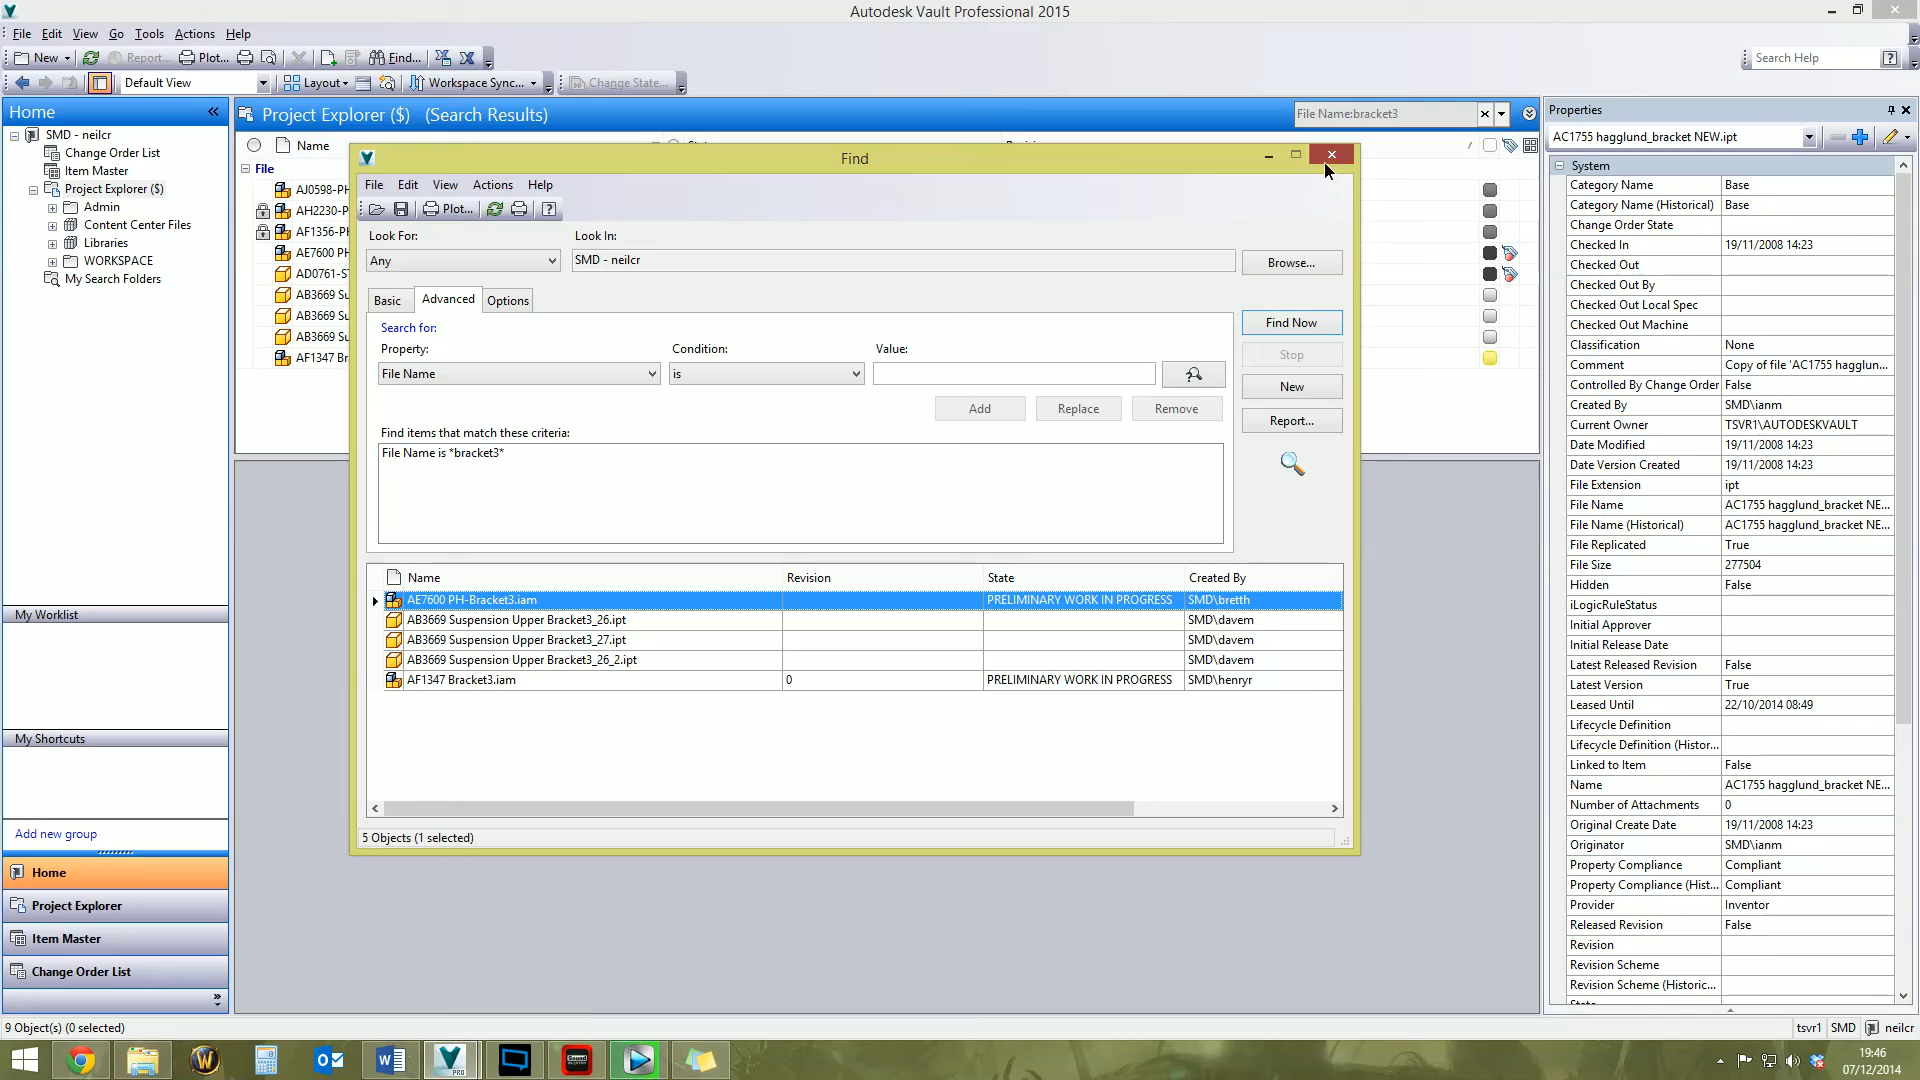 Autodesk Vault Professional 2015
File Edit View Go Tools Actions Help
New Report... Plot... Find... Search Help
Default View Layout Workspace Sync... Change State...
Home
SMD - neilcr
Change Order List
Item Master
Project Explorer ($)
Admin
Content Center Files
Libraries
WORKSPACE
My Search Folders
My Worklist
My Shortcuts
Add new group
Home
Project Explorer
Item Master
Change Order List
Project Explorer ($) (Search Results)
File Name:bracket3
Name
File
AJ0598-PH
AH2230-P
AF1356-PH
AE7600 PH
AD0761-S
AB3669 Su
AB3669 Su
AB3669 Su
AF1347 Br
Find
File Edit View Actions Help
Plot...
Look For: Look In:
Any SMD - neilcr Browse...
Basic Advanced Options
Search for:
Property: Condition: Value:
File Name is
Add Replace Remove
Find Now
Stop
New
Report...
Find items that match these criteria:
File Name is *bracket3*
Name Revision State Created By
AE7600 PH-Bracket3.iam PRELIMINARY WORK IN PROGRESS SMD\bretth
AB3669 Suspension Upper Bracket3_26.ipt SMD\davem
AB3669 Suspension Upper Bracket3_27.ipt SMD\davem
AB3669 Suspension Upper Bracket3_26_2.ipt SMD\davem
AF1347 Bracket3.iam 0 PRELIMINARY WORK IN PROGRESS SMD\henryr
5 Objects (1 selected)
Properties
AC1755 hagglund_bracket NEW.ipt
System
Category Name Base
Category Name (Historical) Base
Change Order State
Checked In 19/11/2008 14:23
Checked Out
Checked Out By
Checked Out Local Spec
Checked Out Machine
Classification None
Comment Copy of file 'AC1755 hagglun...
Controlled By Change Order False
Created By SMD\ianm
Current Owner TSVR1\AUTODESKVAULT
Date Modified 19/11/2008 14:23
Date Version Created 19/11/2008 14:23
File Extension ipt
File Name AC1755 hagglund_bracket NE...
File Name (Historical) AC1755 hagglund_bracket NE...
File Replicated True
File Size 277504
Hidden False
iLogicRuleStatus
Initial Approver
Initial Release Date
Latest Released Revision False
Latest Version True
Leased Until 22/10/2014 08:49
Lifecycle Definition
Lifecycle Definition (Histor...
Linked to Item False
Name AC1755 hagglund_bracket NE...
Number of Attachments 0
Original Create Date 19/11/2008 14:23
Originator SMD\ianm
Property Compliance Compliant
Property Compliance (Hist... Compliant
Provider Inventor
Released Revision False
Revision
Revision Scheme
Revision Scheme (Historic...
9 Object(s) (0 selected)
tsvr1 SMD neilcr
19:46
07/12/2014